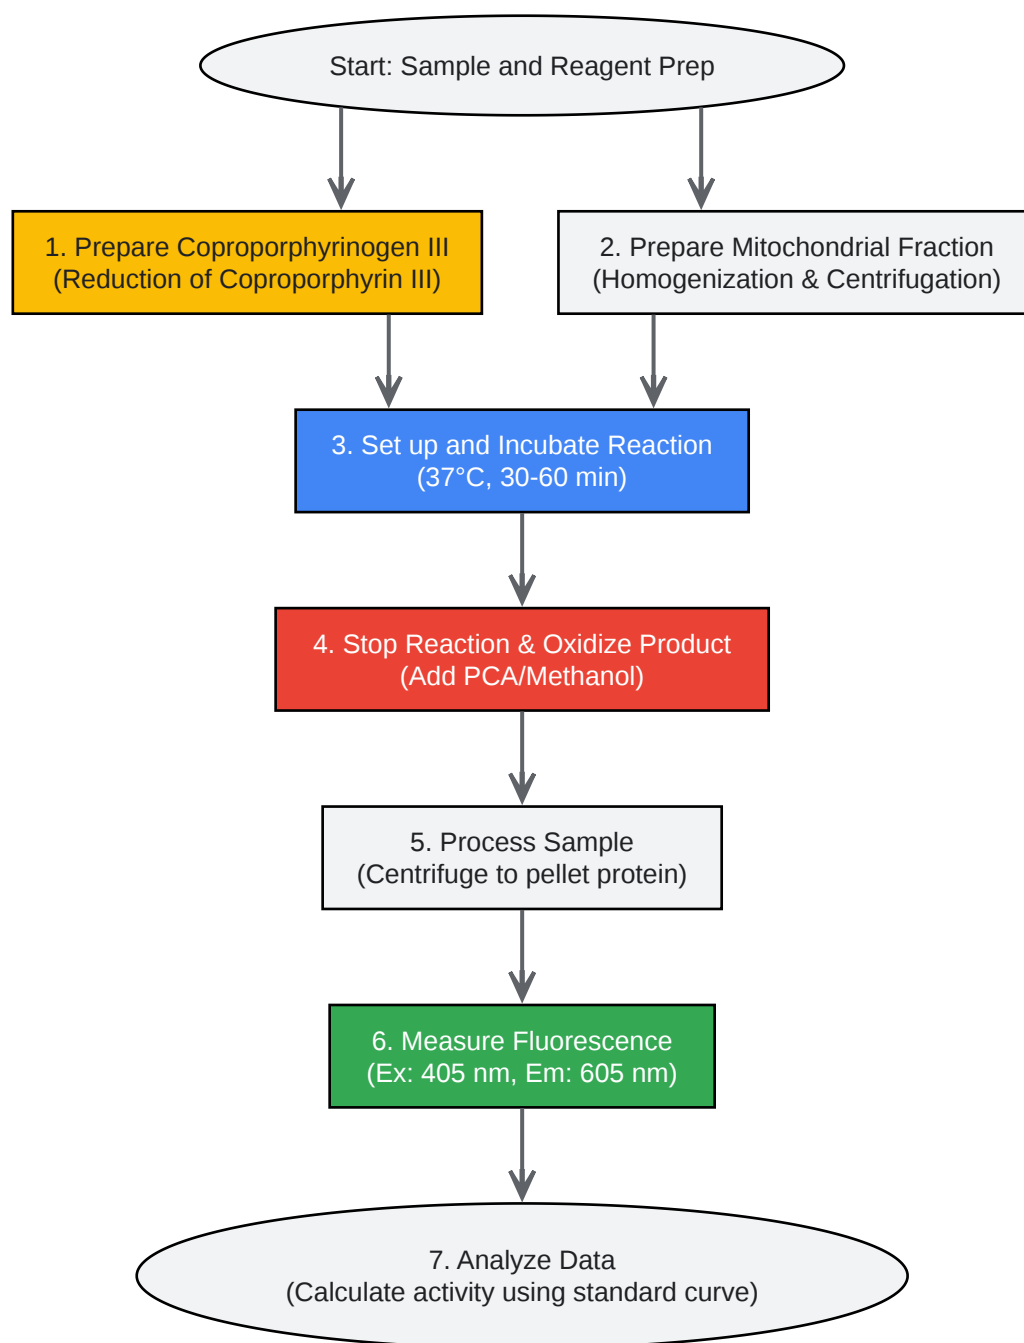 Start: Sample and Reagent Prep
1. Prepare Coproporphyrinogen III
(Reduction of Coproporphyrin III)
2. Prepare Mitochondrial Fraction
(Homogenization & Centrifugation)
3. Set up and Incubate Reaction
(37°C, 30-60 min)
4. Stop Reaction & Oxidize Product
(Add PCA/Methanol)
5. Process Sample
(Centrifuge to pellet protein)
6. Measure Fluorescence
(Ex: 405 nm, Em: 605 nm)
7. Analyze Data
(Calculate activity using standard curve)